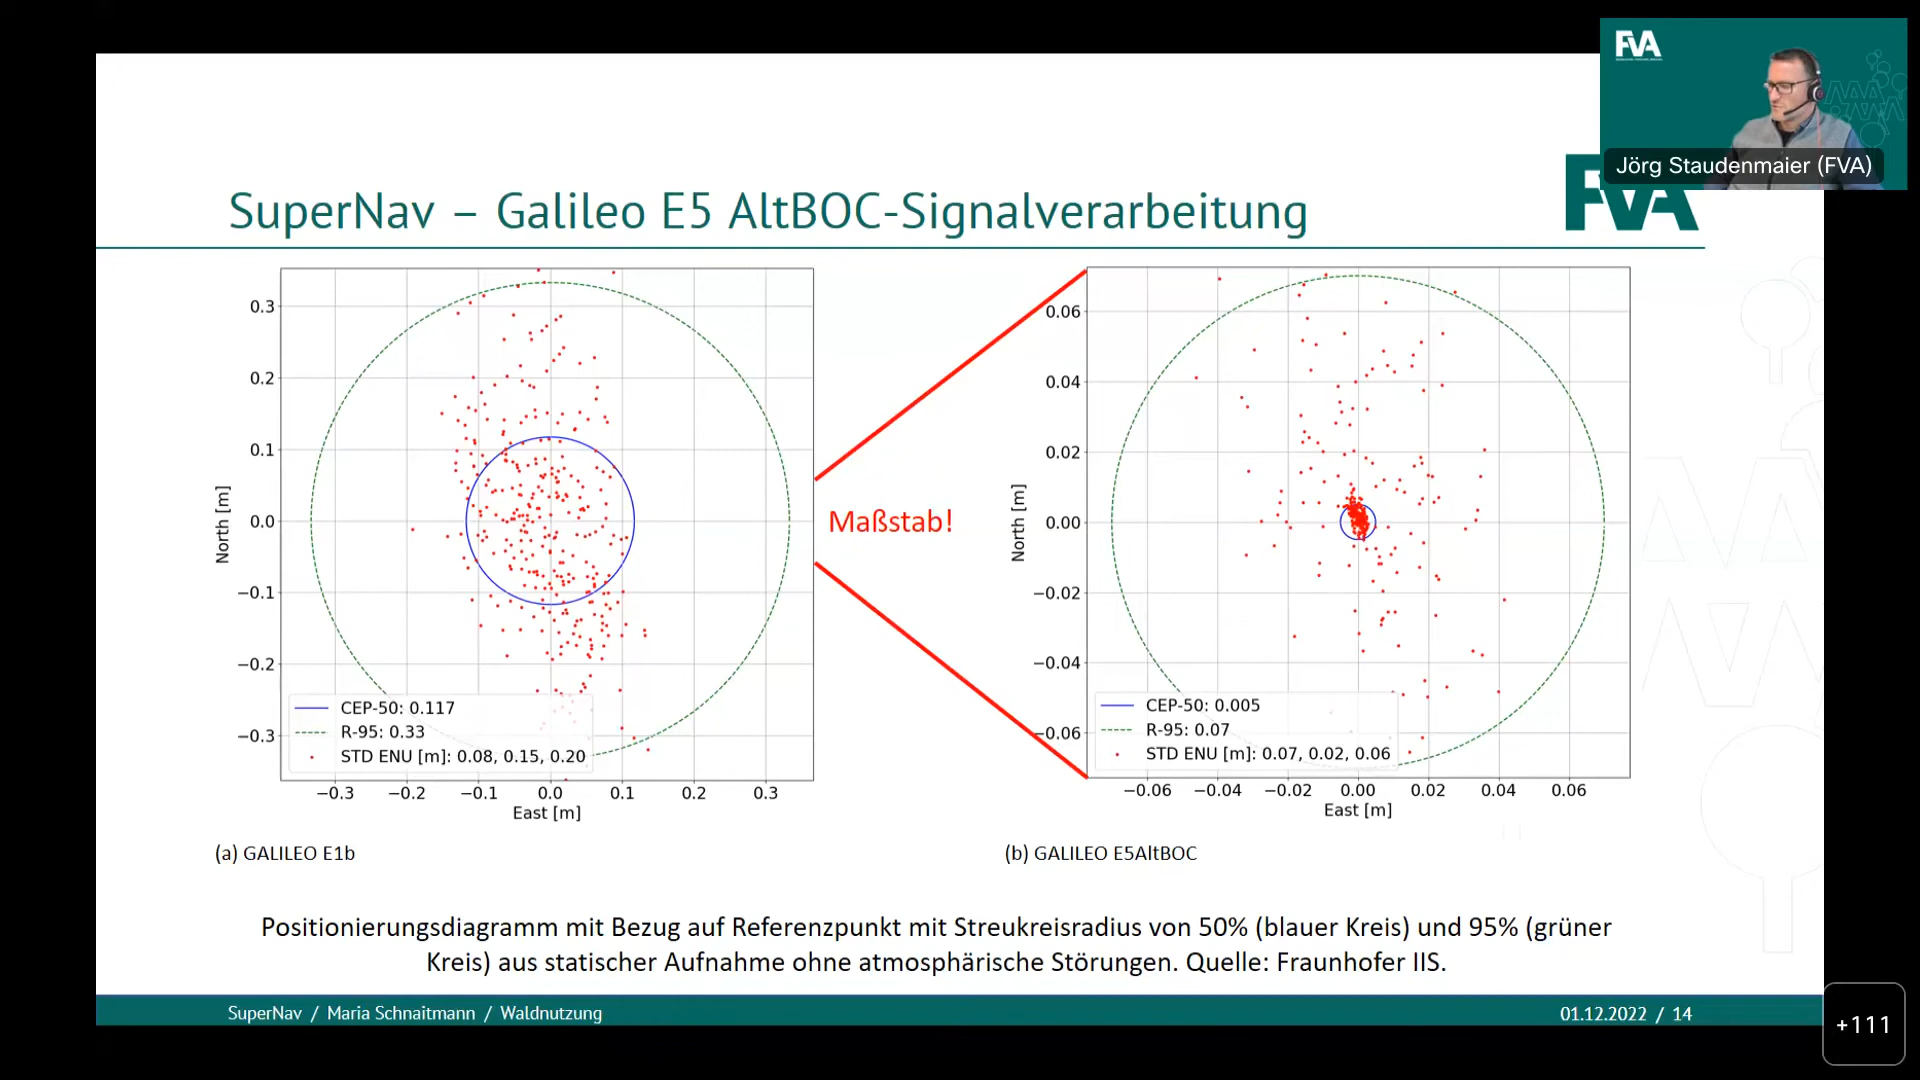 FVA
Jörg Staudenmaier (FVA)
FVA
SuperNav – Galileo E5 AltBOC-Signalverarbeitung
0.3
0.2
0.1
0.0
−0.1
−0.2
−0.3
North [m]
CEP-50: 0.117
R-95: 0.33
STD ENU [m]: 0.08, 0.15, 0.20
−0.3 −0.2 −0.1 0.0 0.1 0.2 0.3
East [m]
(a) GALILEO E1b
Maßstab!
0.06
0.04
0.02
0.00
−0.02
−0.04
−0.06
North [m]
CEP-50: 0.005
R-95: 0.07
STD ENU [m]: 0.07, 0.02, 0.06
−0.06 −0.04 −0.02 0.00 0.02 0.04 0.06
East [m]
(b) GALILEO E5AltBOC
Positionierungsdiagramm mit Bezug auf Referenzpunkt mit Streukreisradius von 50% (blauer Kreis) und 95% (grüner
Kreis) aus statischer Aufnahme ohne atmosphärische Störungen. Quelle: Fraunhofer IIS.
SuperNav / Maria Schnaitmann / Waldnutzung
01.12.2022 / 14
+111